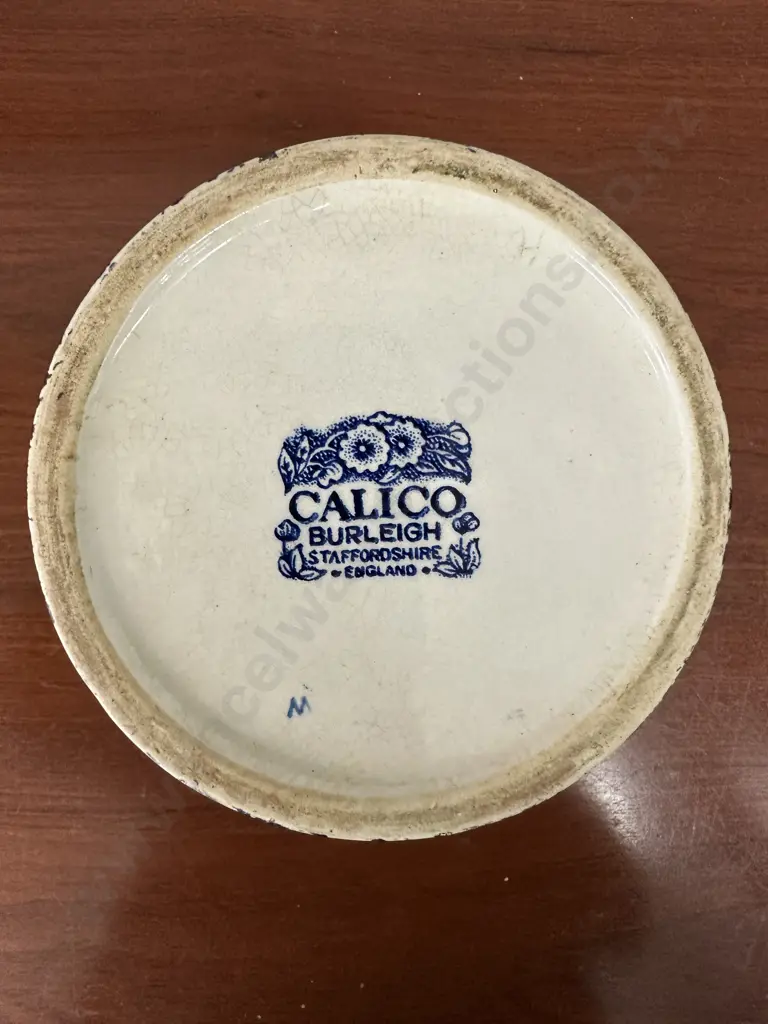 CALICO
BURLEIGH
STAFFORDSHIRE
• ENGLAND •
M